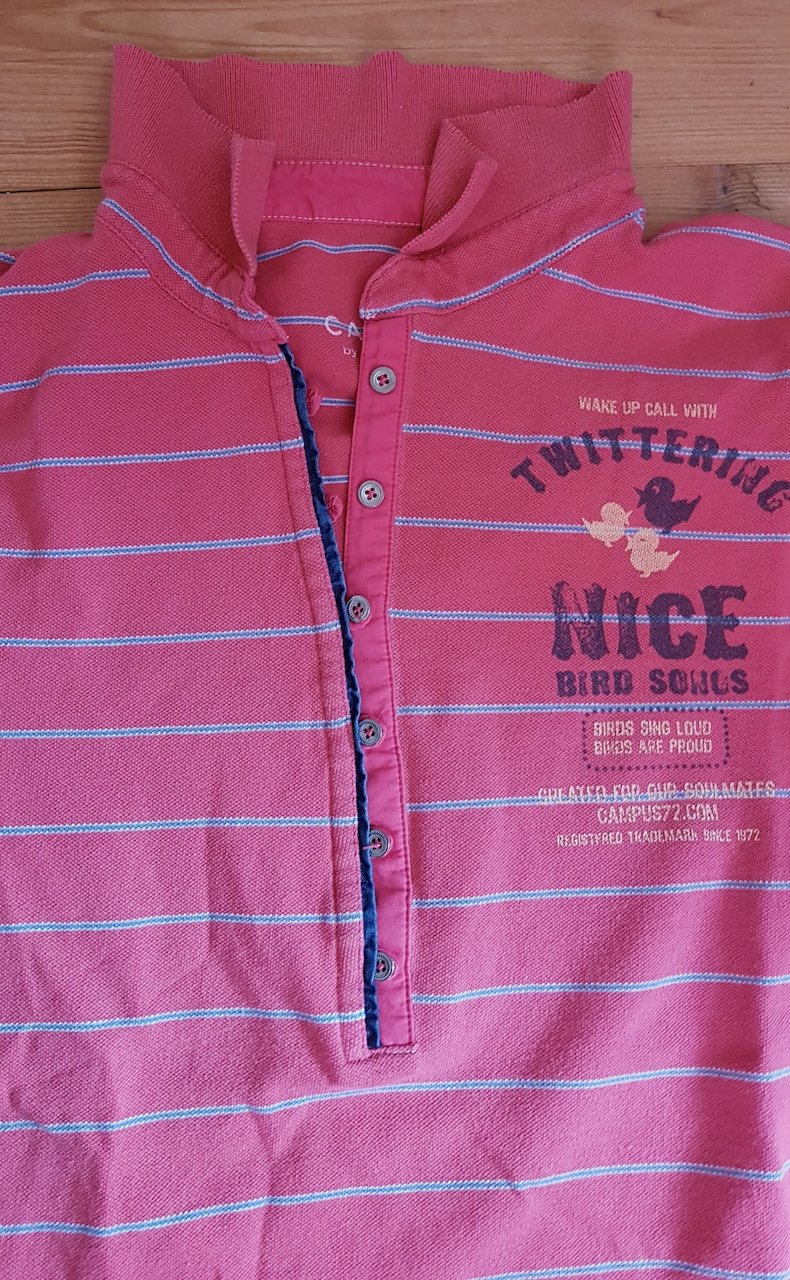 by
WAKE UP CALL WITH
TWITTERING
NICE
BIRD SONGS
BIRDS SING LOUD
BIRDS ARE PROUD
CREATED FOR OUR SOULMATES
CAMPUS72.COM
REGISTERED TRADEMARK SINCE 1972